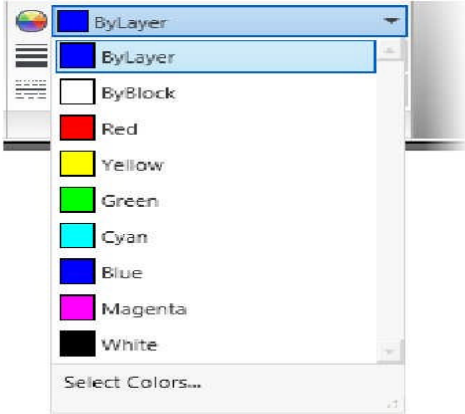 ByLayer
ByLayer
ByBlock
Red
Yellow
Green
Cyan
Blue
Magenta
White
Select Colors...